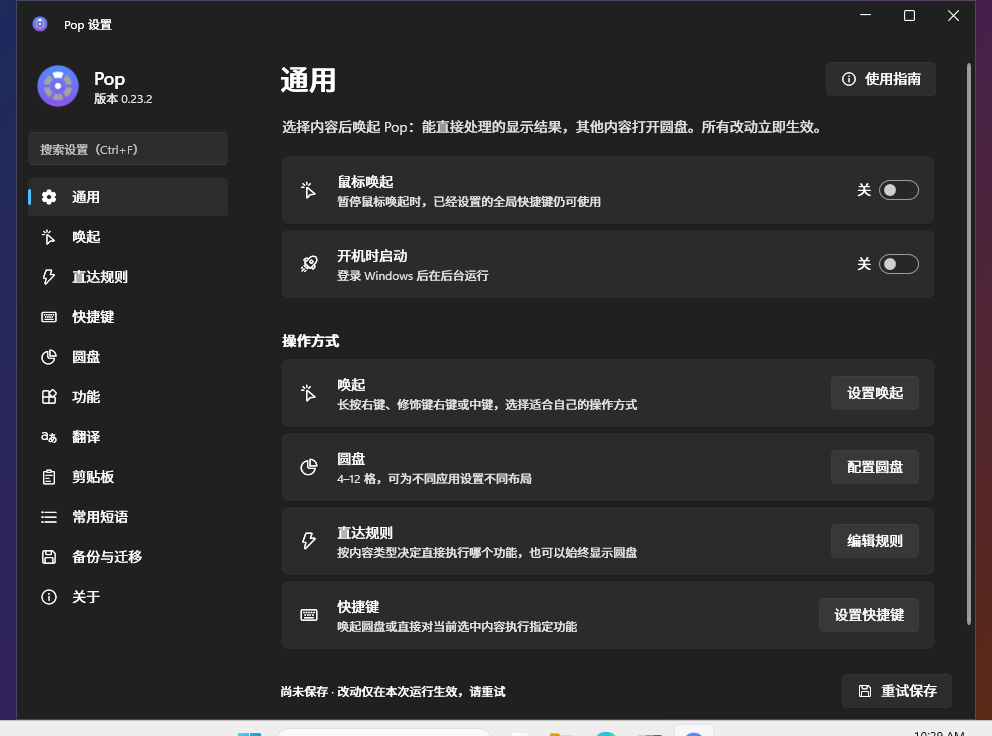 Pop 设置
Pop
版本 0.23.2
搜索设置（Ctrl+F）
通用
唤起
直达规则
快捷键
圆盘
功能
翻译
剪贴板
常用短语
备份与迁移
关于
通用
使用指南
选择内容后唤起 Pop：能直接处理的显示结果，其他内容打开圆盘。所有改动立即生效。
鼠标唤起
暂停鼠标唤起时，已经设置的全局快捷键仍可使用
关
开机时启动
登录 Windows 后在后台运行
关
操作方式
唤起
长按右键、修饰键右键或中键，选择适合自己的操作方式
设置唤起
圆盘
4–12 格，可为不同应用设置不同布局
配置圆盘
直达规则
按内容类型决定直接执行哪个功能，也可以始终显示圆盘
编辑规则
快捷键
唤起圆盘或直接对当前选中内容执行指定功能
设置快捷键
尚未保存 · 改动仅在本次运行生效，请重试
重试保存
10:29 AM